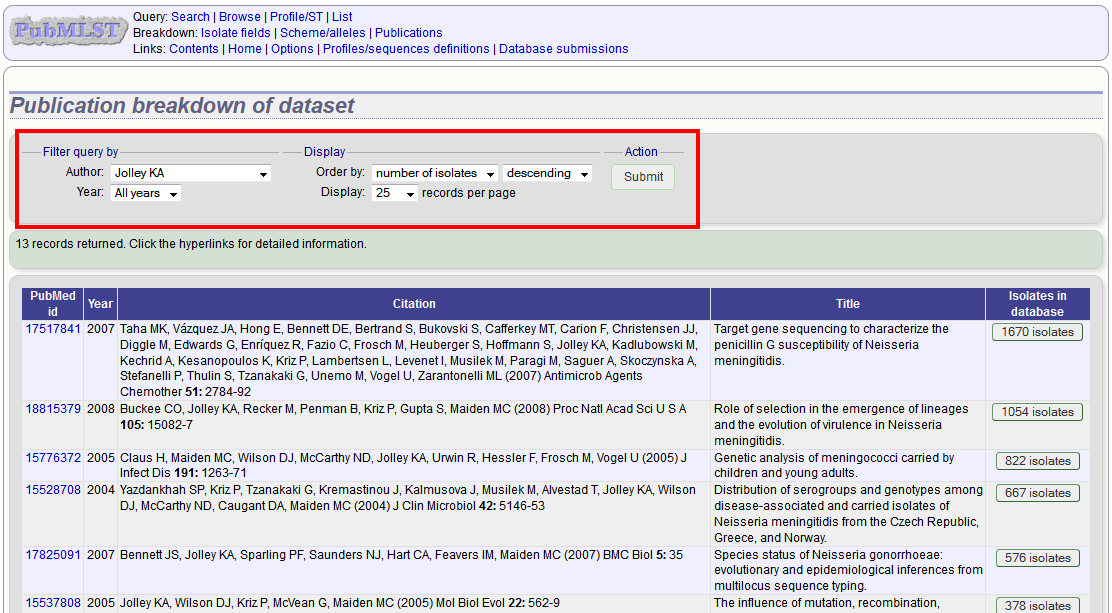 PubMLST
Query: Search | Browse | Profile/ST | List
Breakdown: Isolate fields | Scheme/alleles | Publications
Links: Contents | Home | Options | Profiles/sequences definitions | Database submissions
Publication breakdown of dataset
Filter query by
Author: Jolley KA
Year: All years
Display
Order by: number of isolates descending
Display: 25 records per page
Action
Submit
13 records returned. Click the hyperlinks for detailed information.
PubMed id Year Citation Title Isolates in database
17517841 2007 Taha MK, Vázquez JA, Hong E, Bennett DE, Bertrand S, Bukovski S, Cafferkey MT, Carion F, Christensen JJ,
Diggle M, Edwards G, Enríquez R, Fazio C, Frosch M, Heuberger S, Hoffmann S, Jolley KA, Kadlubowski M,
Kechrid A, Kesanopoulos K, Kriz P, Lambertsen L, Levenet I, Musilek M, Paragi M, Saguer A, Skoczynska A,
Stefanelli P, Thulin S, Tzanakaki G, Unemo M, Vogel U, Zarantonelli ML (2007) Antimicrob Agents
Chemother 51: 2784-92
Target gene sequencing to characterize the
penicillin G susceptibility of Neisseria
meningitidis.
1670 isolates
18815379 2008 Buckee CO, Jolley KA, Recker M, Penman B, Kriz P, Gupta S, Maiden MC (2008) Proc Natl Acad Sci U S A
105: 15082-7
Role of selection in the emergence of lineages
and the evolution of virulence in Neisseria
meningitidis.
1054 isolates
15776372 2005 Claus H, Maiden MC, Wilson DJ, McCarthy ND, Jolley KA, Urwin R, Hessler F, Frosch M, Vogel U (2005) J
Infect Dis 191: 1263-71
Genetic analysis of meningococci carried by
children and young adults.
822 isolates
15528708 2004 Yazdankhah SP, Kriz P, Tzanakaki G, Kremastinou J, Kalmusova J, Musilek M, Alvestad T, Jolley KA, Wilson
DJ, McCarthy ND, Caugant DA, Maiden MC (2004) J Clin Microbiol 42: 5146-53
Distribution of serogroups and genotypes among
disease-associated and carried isolates of
Neisseria meningitidis from the Czech Republic,
Greece, and Norway.
667 isolates
17825091 2007 Bennett JS, Jolley KA, Sparling PF, Saunders NJ, Hart CA, Feavers IM, Maiden MC (2007) BMC Biol 5: 35
Species status of Neisseria gonorrhoeae:
evolutionary and epidemiological inferences from
multilocus sequence typing.
576 isolates
15537808 2005 Jolley KA, Wilson DJ, Kriz P, McVean G, Maiden MC (2005) Mol Biol Evol 22: 562-9
The influence of mutation, recombination,
378 isolates